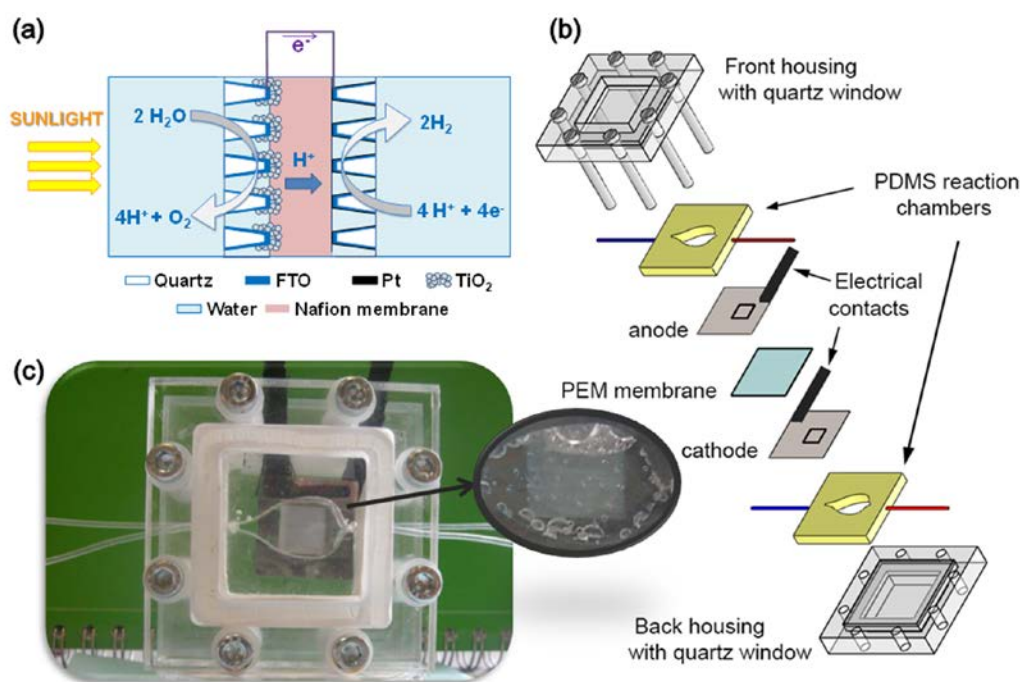 (a)
e⁻
SUNLIGHT
2 H₂O
2H₂
H⁺
4H⁺ + O₂
4 H⁺ + 4e⁻
Quartz FTO Pt TiO₂
Water Nafion membrane
(b)
Front housing
with quartz window
PDMS reaction
chambers
Electrical
contacts
anode
PEM membrane
cathode
Back housing
with quartz window
(c)